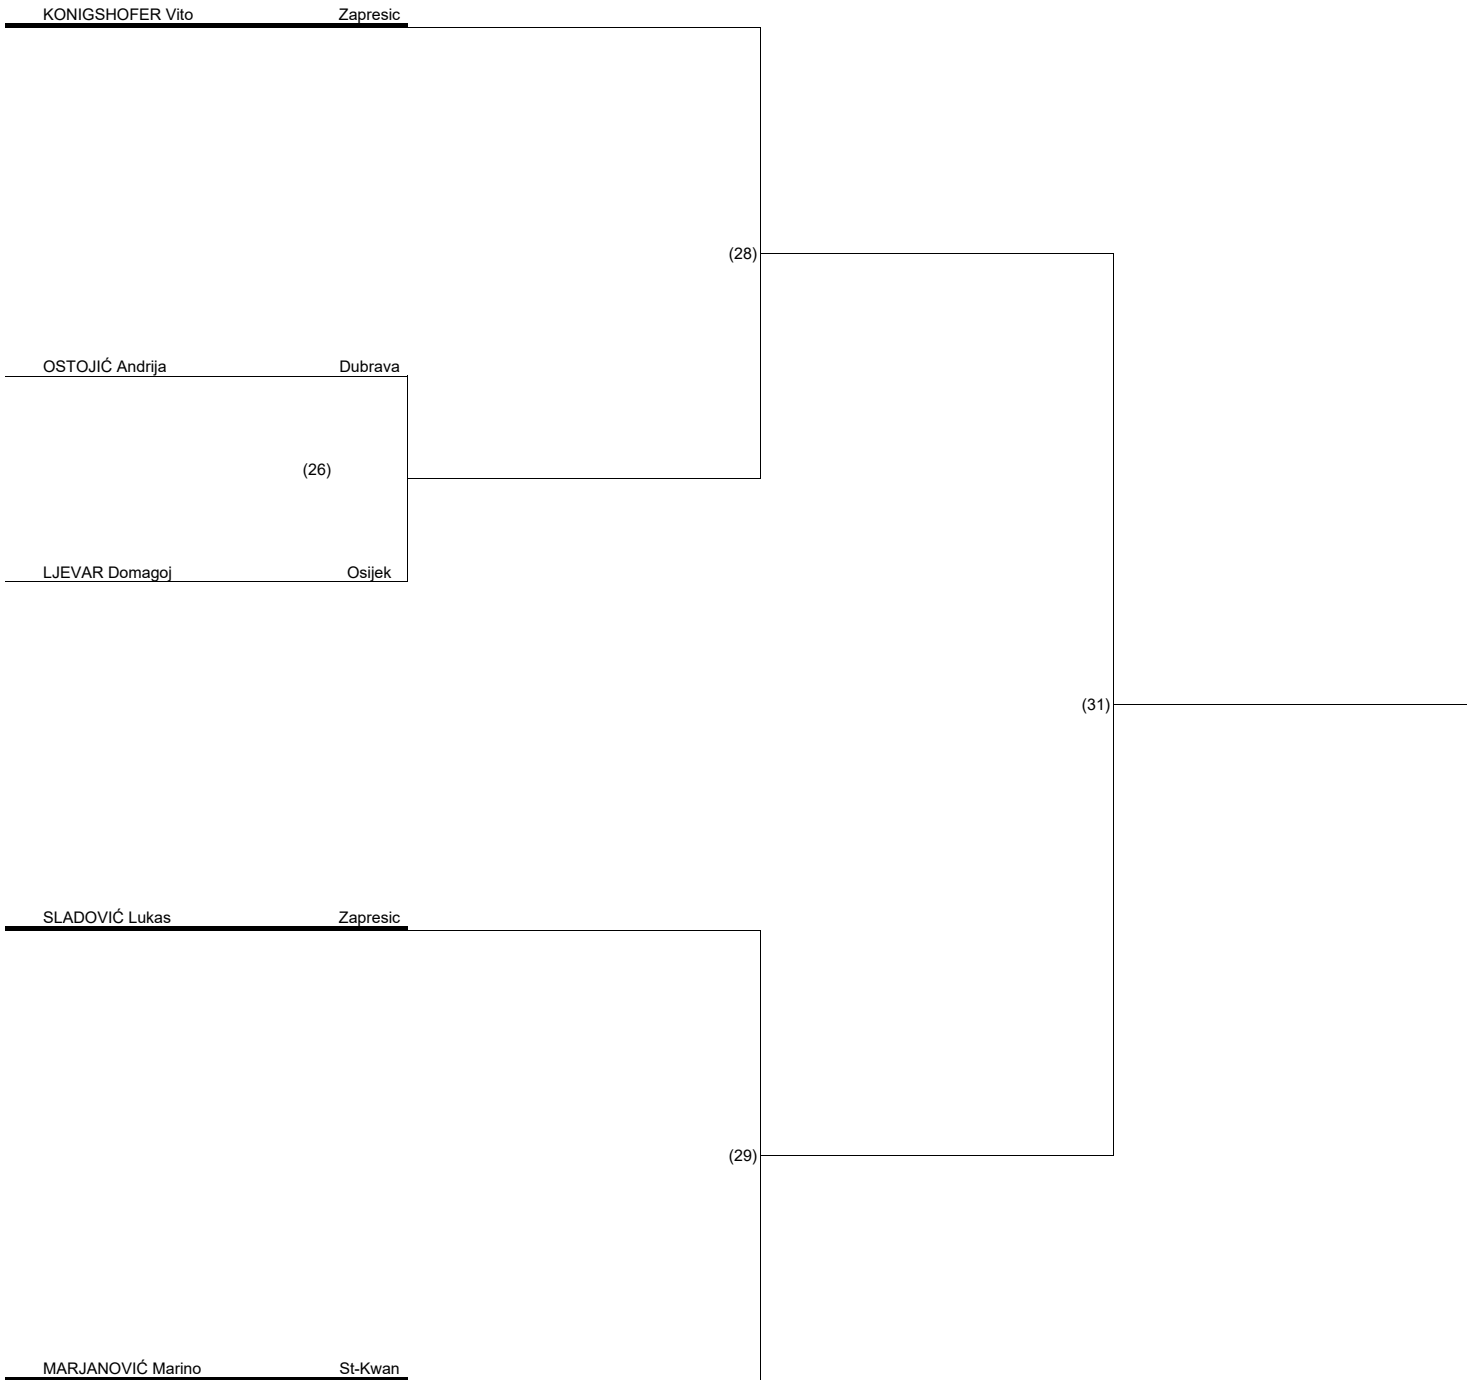 KONIGSHOFER Vito Zapresic
(28)
OSTOJIĆ Andrija Dubrava
(26)
LJEVAR Domagoj Osijek
(31)
SLADOVIĆ Lukas Zapresic
(29)
MARJANOVIĆ Marino St-Kwan